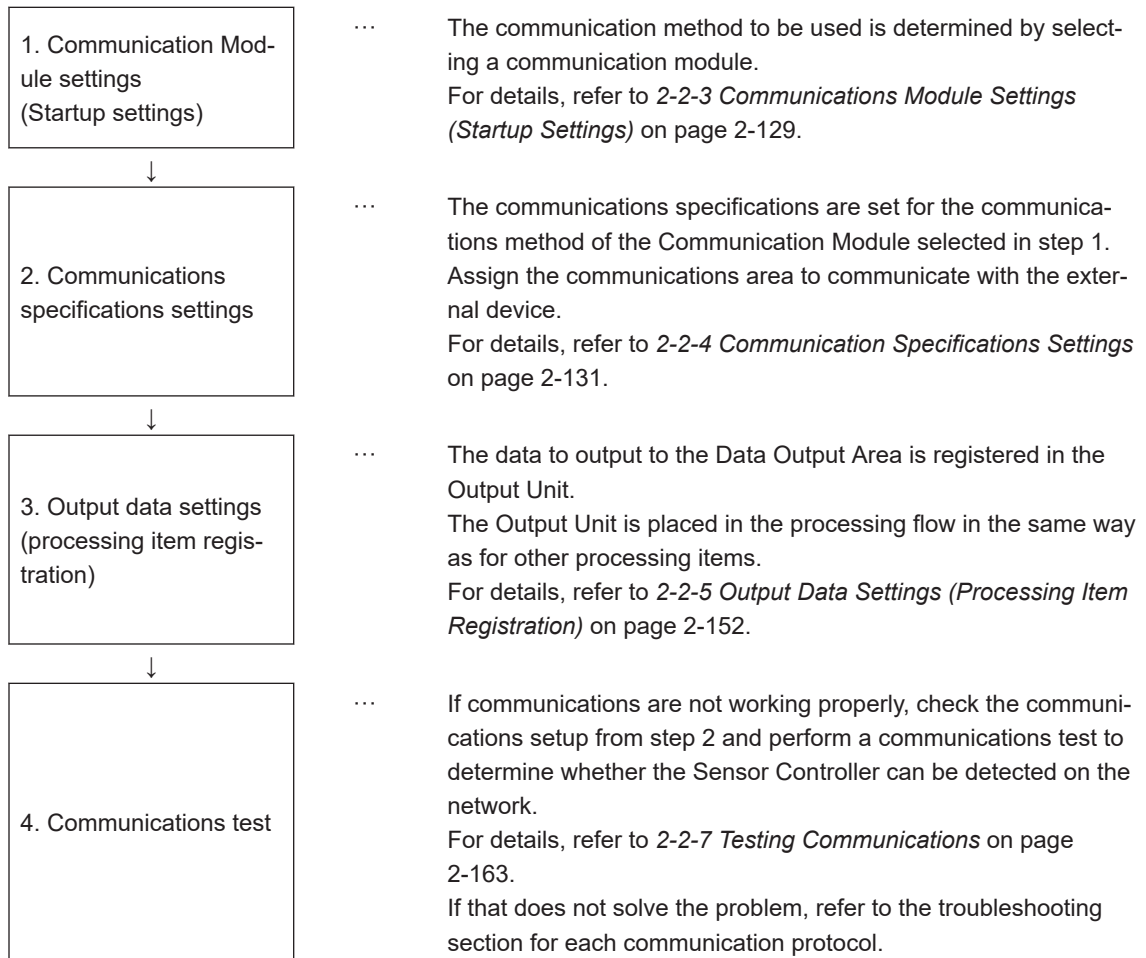 1. Communication Mod-
ule settings
(Startup settings)
··· The communication method to be used is determined by select-
ing a communication module.
For details, refer to 2-2-3 Communications Module Settings
(Startup Settings) on page 2-129.
↓
2. Communications
specifications settings
··· The communications specifications are set for the communica-
tions method of the Communication Module selected in step 1.
Assign the communications area to communicate with the exter-
nal device.
For details, refer to 2-2-4 Communication Specifications Settings
on page 2-131.
↓
3. Output data settings
(processing item regis-
tration)
··· The data to output to the Data Output Area is registered in the
Output Unit.
The Output Unit is placed in the processing flow in the same way
as for other processing items.
For details, refer to 2-2-5 Output Data Settings (Processing Item
Registration) on page 2-152.
↓
4. Communications test
··· If communications are not working properly, check the communi-
cations setup from step 2 and perform a communications test to
determine whether the Sensor Controller can be detected on the
network.
For details, refer to 2-2-7 Testing Communications on page
2-163.
If that does not solve the problem, refer to the troubleshooting
section for each communication protocol.